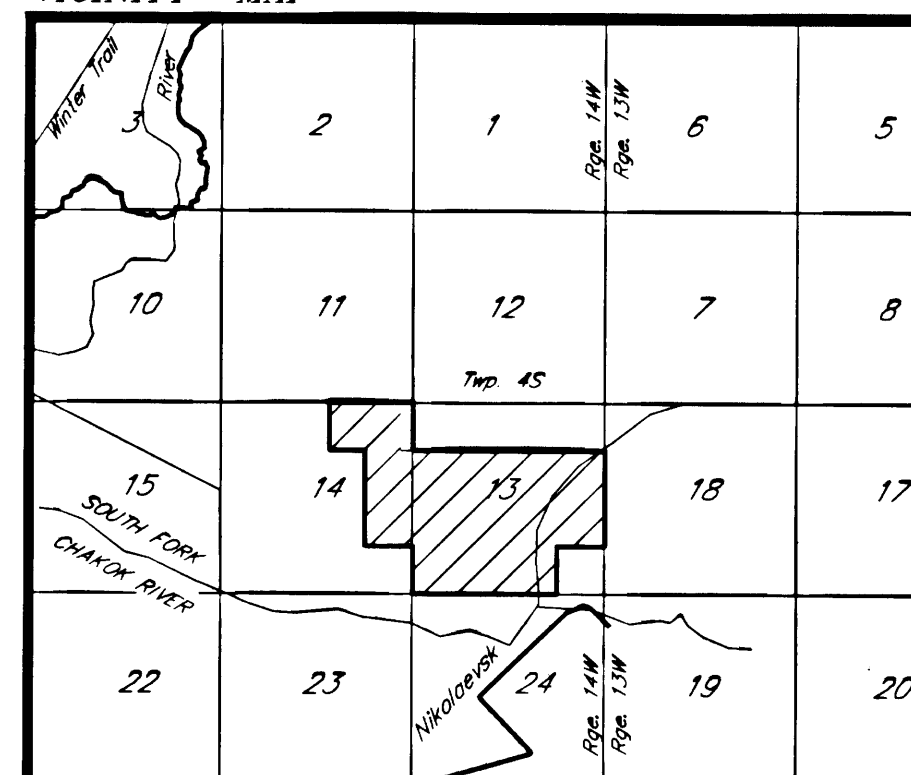 Winter Trail
River
3
2
1
Rge. 14W
Rge. 13W
6
5
10
11
12
7
8
Twp. 4S
15
14
13
18
17
SOUTH FORK
CHAKOK RIVER
22
23
Nikolaevsk
24
Rge. 14W
Rge. 13W
19
20